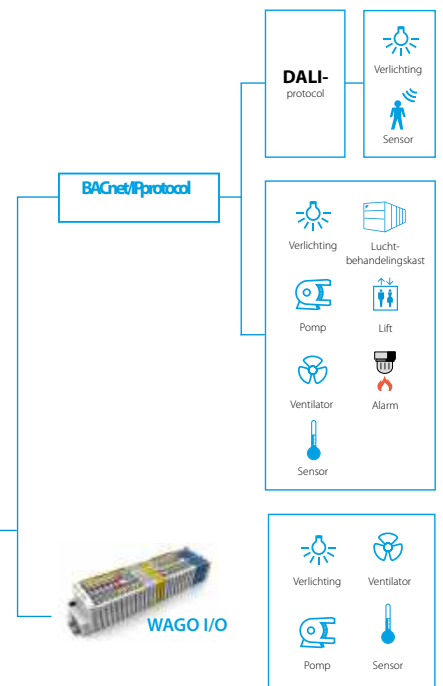 DALI-
protocol
Verlichting
Sensor
BACnet/IPprotocol
Verlichting
Lucht-
behandelingskast
Pomp
Lift
Ventilator
Alarm
Sensor
WAGO I/O
Verlichting
Ventilator
Pomp
Sensor